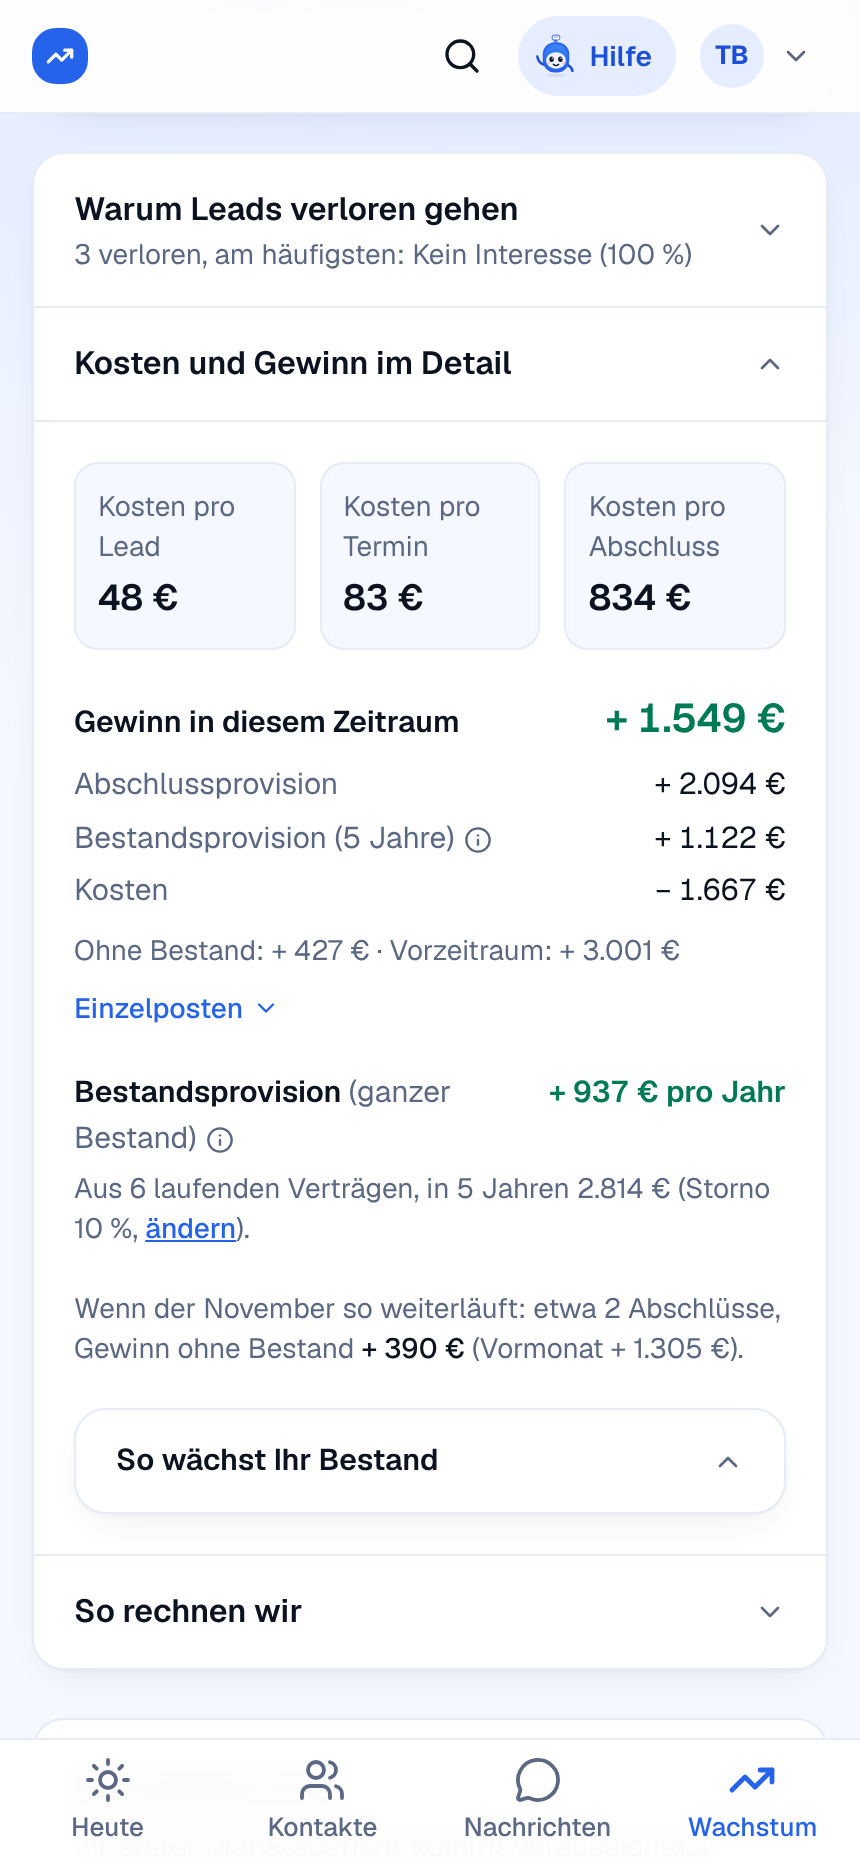 Hilfe
TB
Warum Leads verloren gehen
3 verloren, am häufigsten: Kein Interesse (100 %)
Kosten und Gewinn im Detail
Kosten pro Lead
48 €
Kosten pro Termin
83 €
Kosten pro Abschluss
834 €
Gewinn in diesem Zeitraum + 1.549 €
Abschlussprovision + 2.094 €
Bestandsprovision (5 Jahre) + 1.122 €
Kosten − 1.667 €
Ohne Bestand: + 427 € · Vorzeitraum: + 3.001 €
Einzelposten
Bestandsprovision (ganzer + 937 € pro Jahr
Bestand)
Aus 6 laufenden Verträgen, in 5 Jahren 2.814 € (Storno
10 %, ändern).
Wenn der November so weiterläuft: etwa 2 Abschlüsse,
Gewinn ohne Bestand + 390 € (Vormonat + 1.305 €).
So wächst Ihr Bestand
So rechnen wir
Heute
Kontakte
Nachrichten
Wachstum